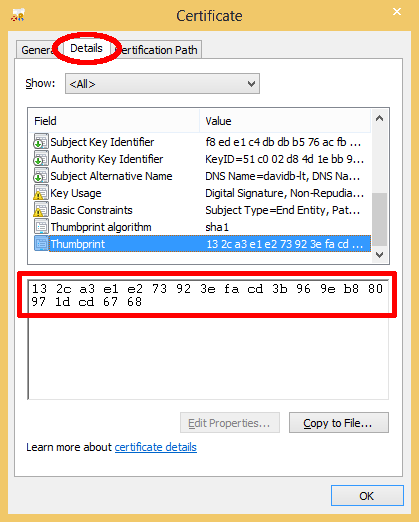 Certificate
General Details Certification Path
Show: <All>
Field Value
Subject Key Identifier f8 ed e1 c4 db db b5 76 ac fb ...
Authority Key Identifier KeyID=51 c0 02 d8 4d 1e bb 9...
Subject Alternative Name DNS Name=davidb-lt, DNS Na...
Key Usage Digital Signature, Non-Repudia...
Basic Constraints Subject Type=End Entity, Pat...
Thumbprint algorithm sha1
Thumbprint 13 2c a3 e1 e2 73 92 3e fa cd ...
13 2c a3 e1 e2 73 92 3e fa cd 3b 96 9e b8 80
97 1d cd 67 68
Edit Properties... Copy to File...
Learn more about certificate details
OK